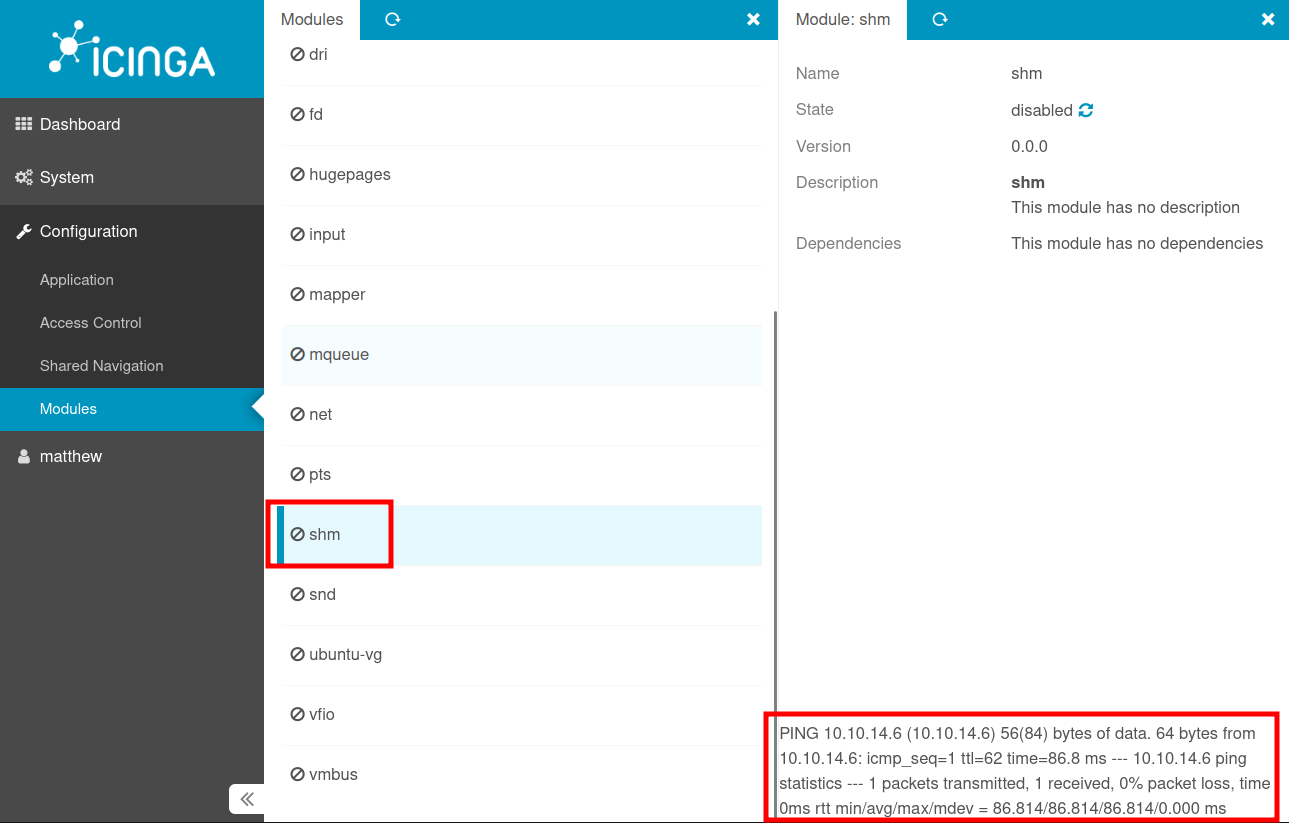 ICINGA
Dashboard
System
Configuration
Application
Access Control
Shared Navigation
Modules
matthew
Modules
dri
fd
hugepages
input
mapper
mqueue
net
pts
shm
snd
ubuntu-vg
vfio
vmbus
Module: shm
Name shm
State disabled
Version 0.0.0
Description shm
This module has no description
Dependencies This module has no dependencies
PING 10.10.14.6 (10.10.14.6) 56(84) bytes of data. 64 bytes from
10.10.14.6: icmp_seq=1 ttl=62 time=86.8 ms --- 10.10.14.6 ping
statistics --- 1 packets transmitted, 1 received, 0% packet loss, time
0ms rtt min/avg/max/mdev = 86.814/86.814/86.814/0.000 ms